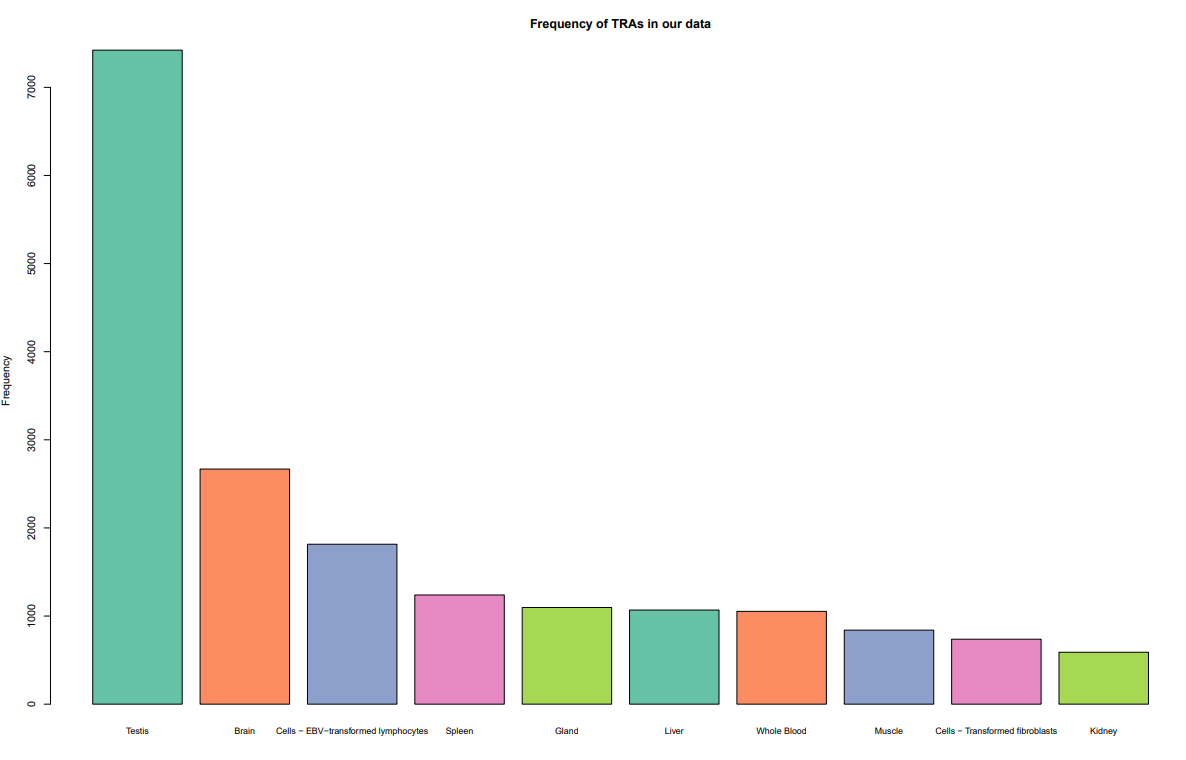 Frequency of TRAs in our data
Frequency
7000
6000
5000
4000
3000
2000
1000
0
Testis
Brain
Cells − EBV−transformed lymphocytes
Spleen
Gland
Liver
Whole Blood
Muscle
Cells − Transformed fibroblasts
Kidney